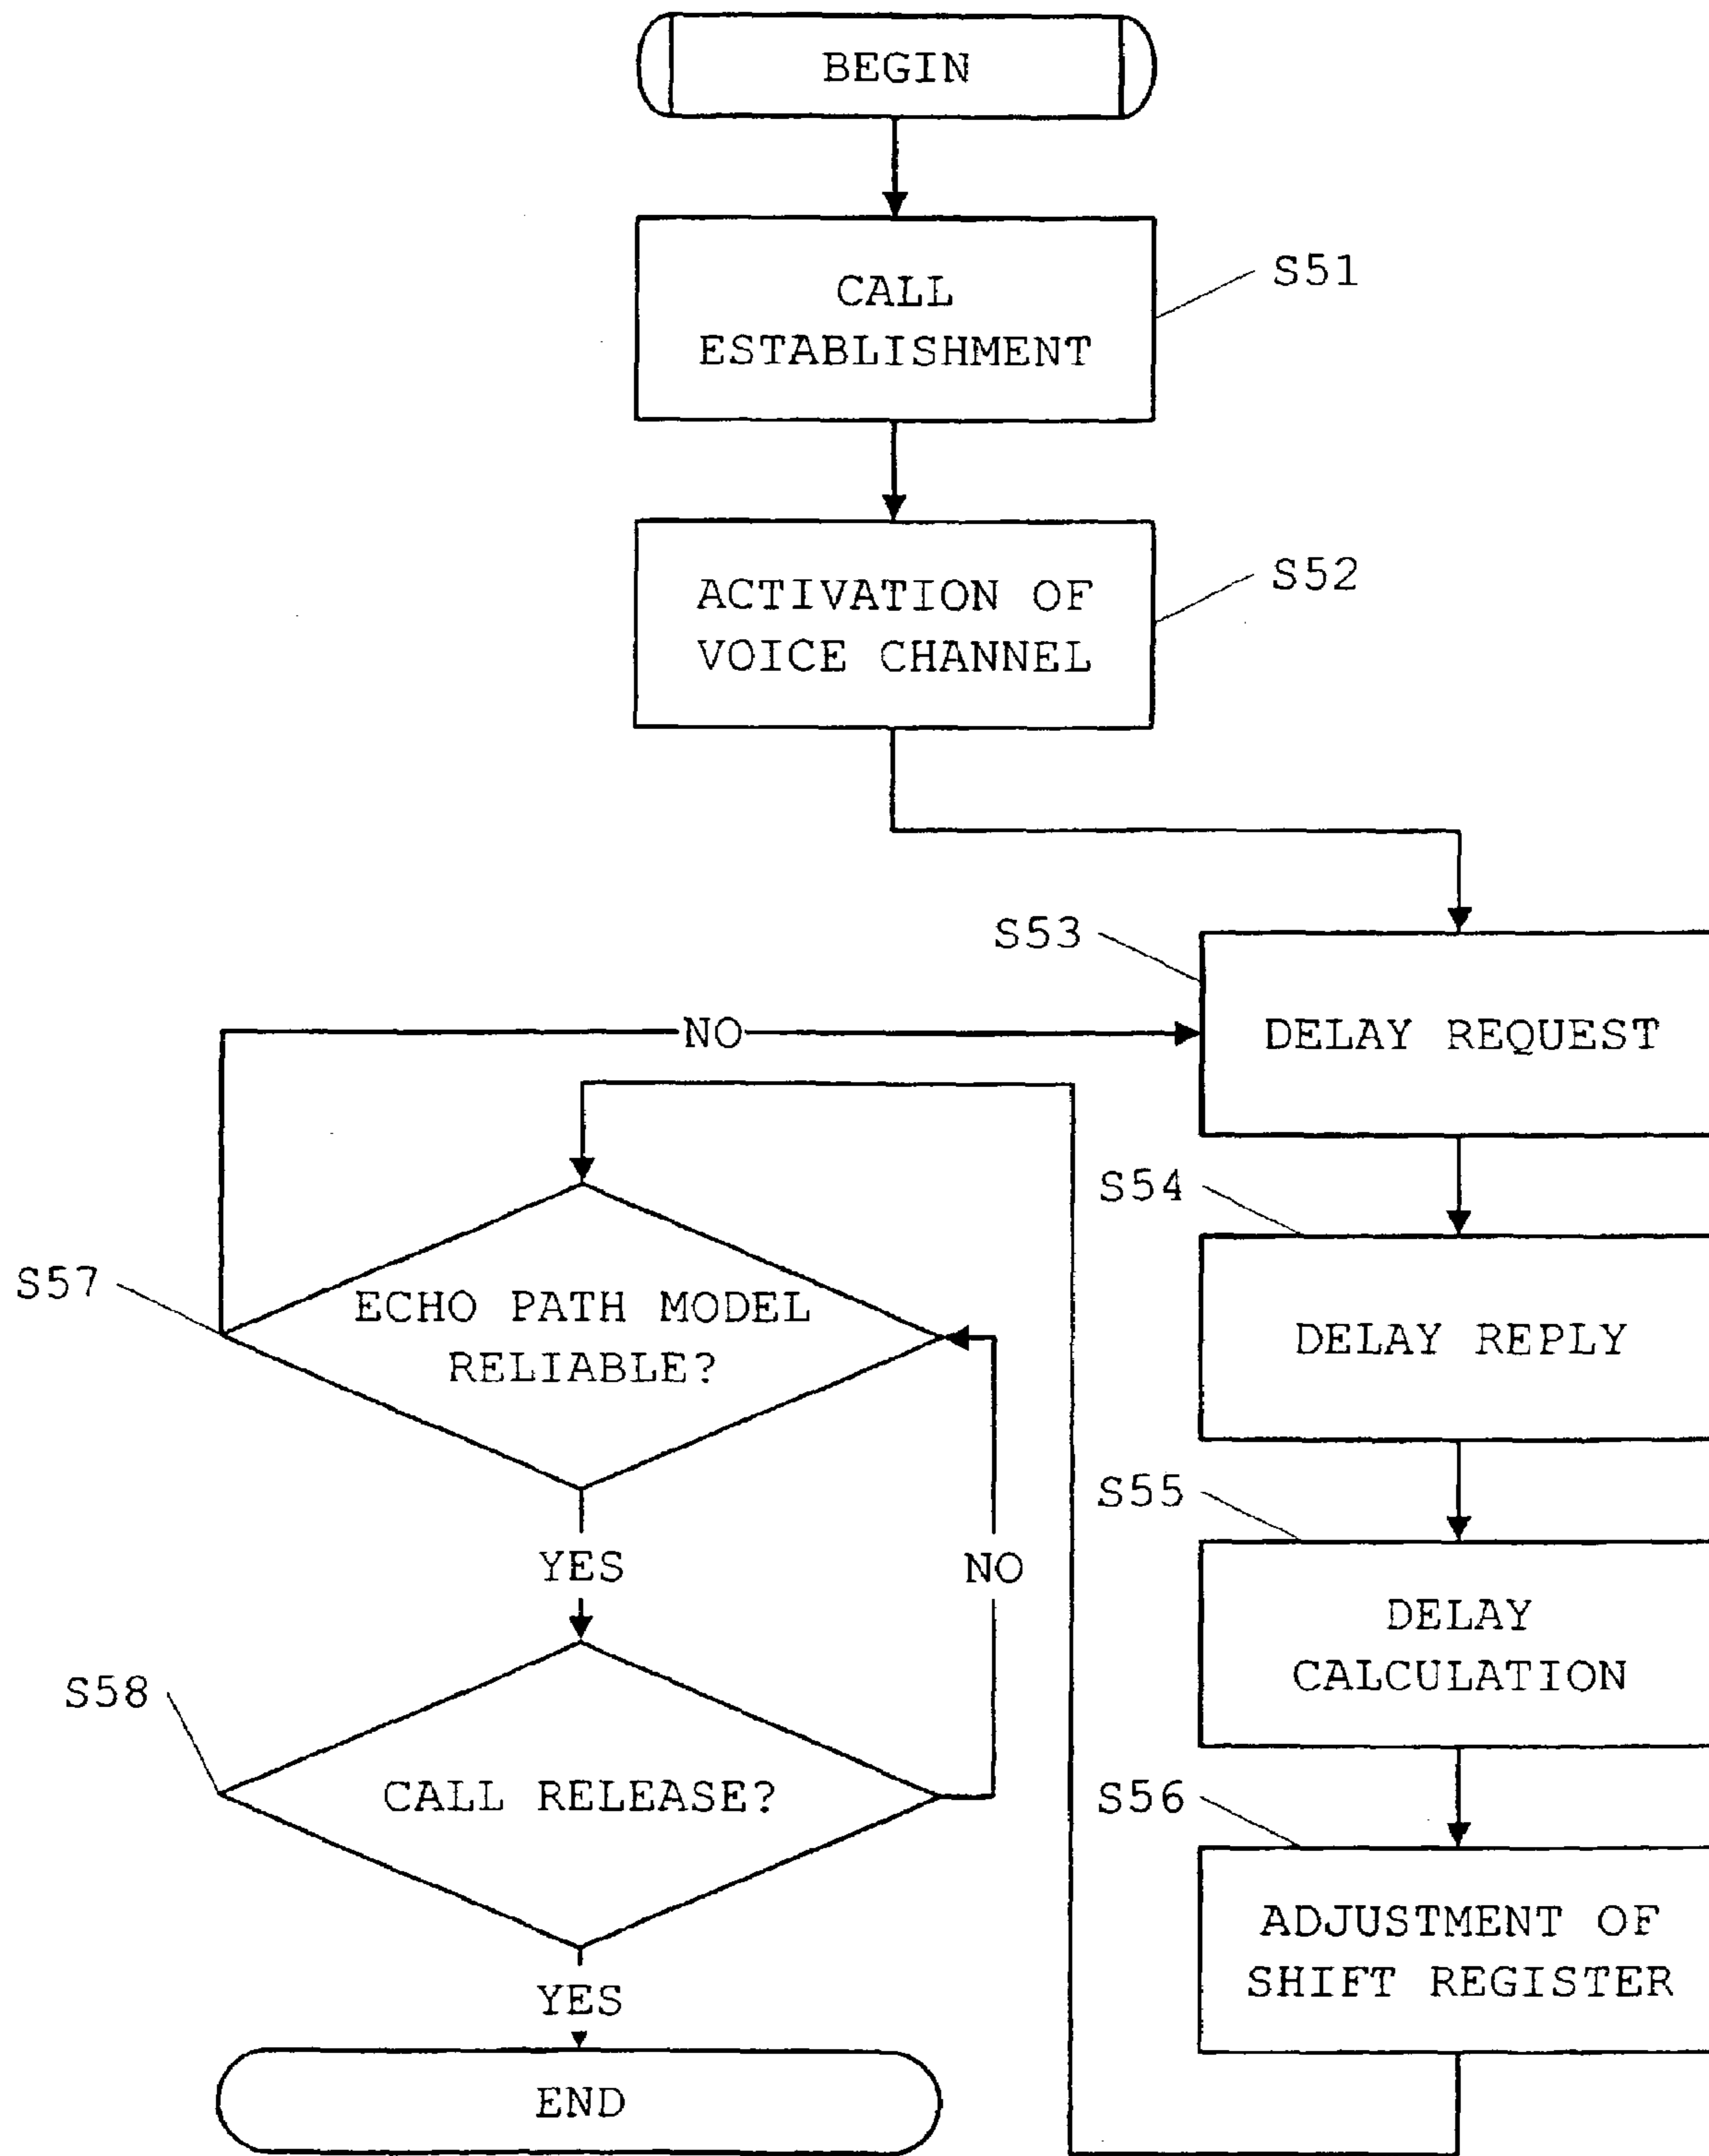 BEGIN
CALL
ESTABLISHMENT
S51
ACTIVATION OF
VOICE CHANNEL
S52
S53
DELAY REQUEST
NO
S54
DELAY REPLY
S57
ECHO PATH MODEL
RELIABLE?
S55
DELAY
CALCULATION
YES
NO
S58
CALL RELEASE?
S56
ADJUSTMENT OF
SHIFT REGISTER
YES
END